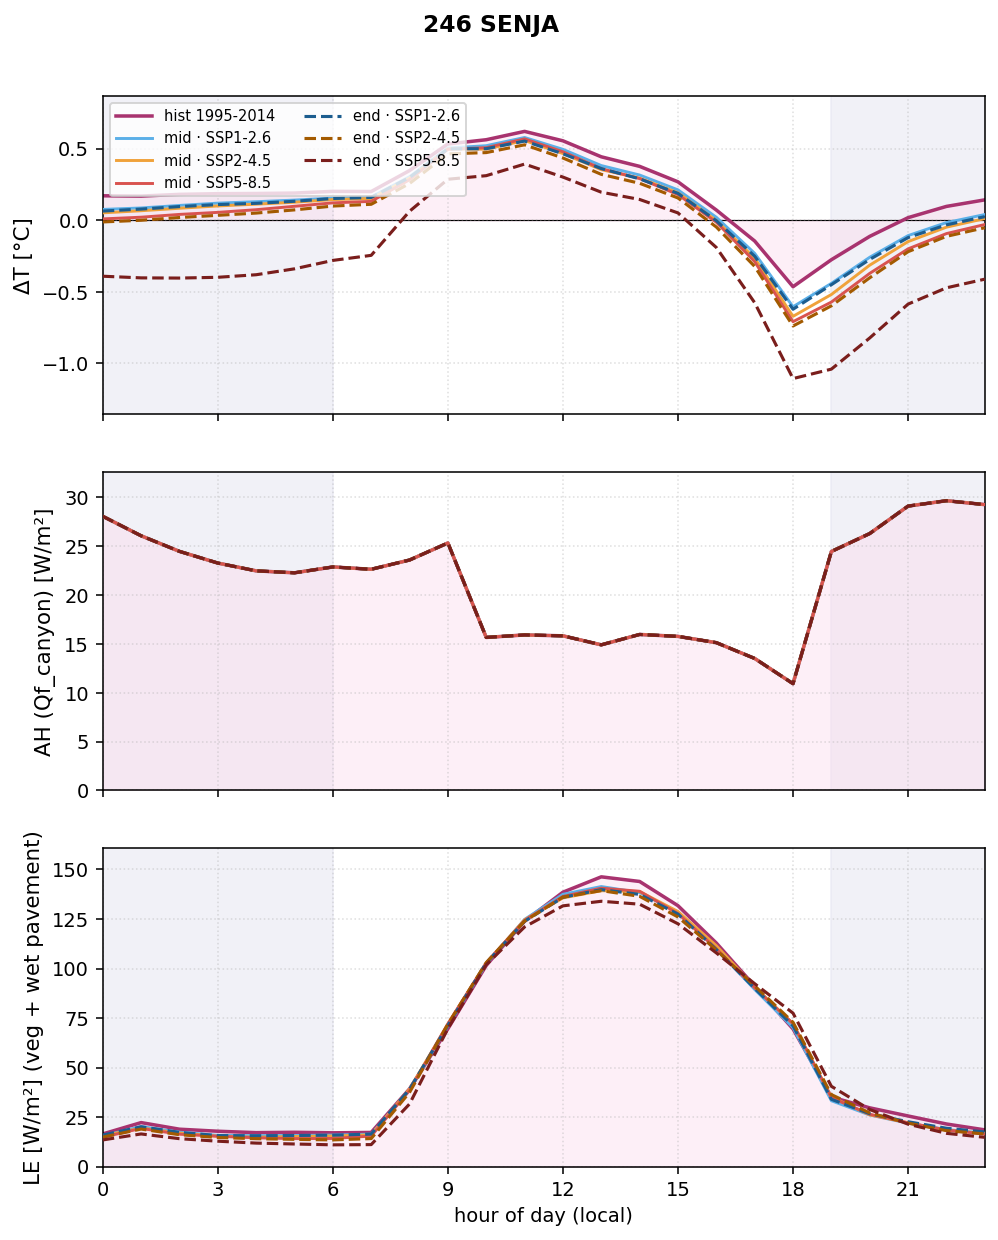 246 SENJA
hist 1995-2014
mid · SSP1-2.6
mid · SSP2-4.5
mid · SSP5-8.5
end · SSP1-2.6
end · SSP2-4.5
end · SSP5-8.5
ΔT [°C]
0.5
0.0
−0.5
−1.0
AH (Qf_canyon) [W/m²]
30
25
20
15
10
5
0
LE [W/m²] (veg + wet pavement)
150
125
100
75
50
25
0
0 3 6 9 12 15 18 21
hour of day (local)